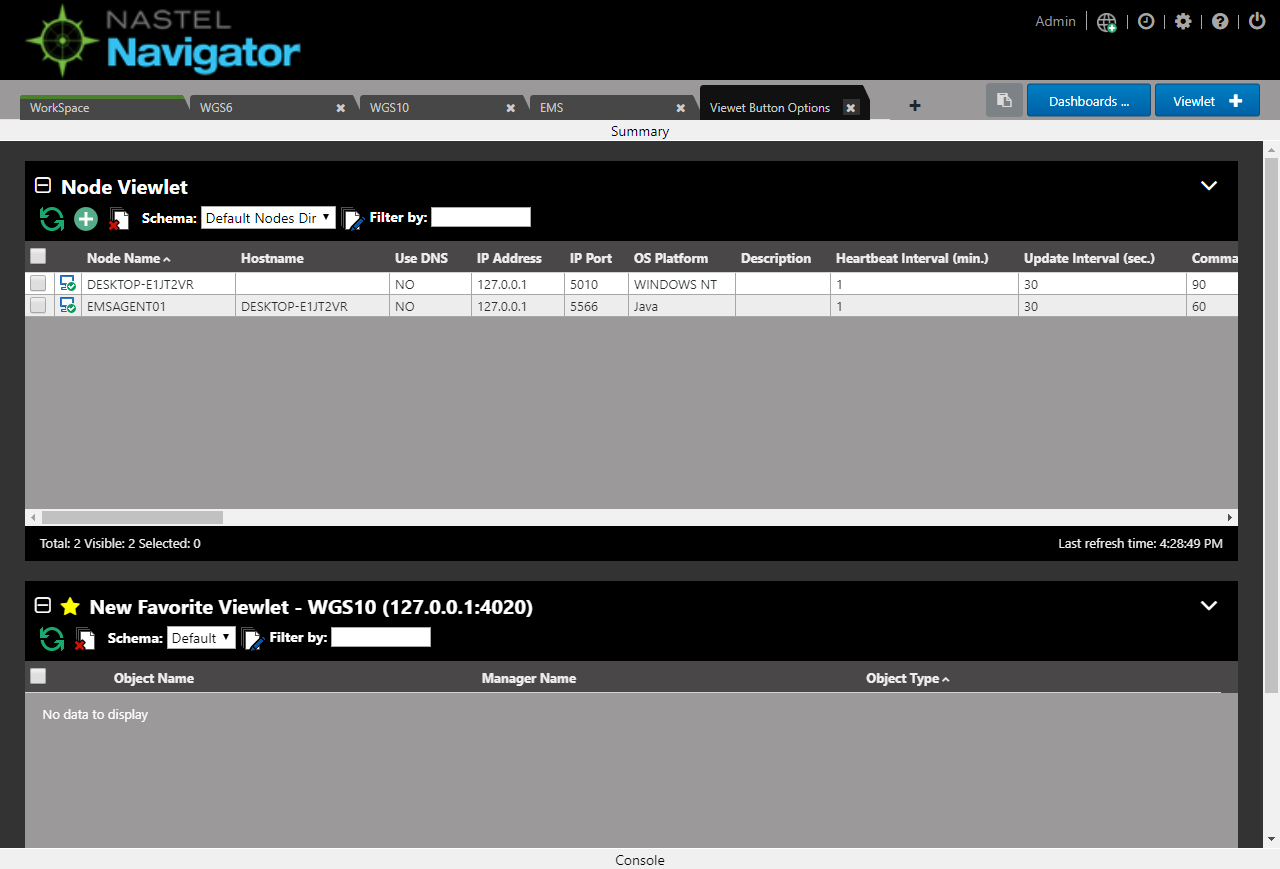 NASTEL
Navigator
Admin
WorkSpace WGS6 WGS10 EMS Viewet Button Options Dashboards ... Viewlet
Summary
Node Viewlet
Schema: Default Nodes Dir Filter by:
Node Name Hostname Use DNS IP Address IP Port OS Platform Description Heartbeat Interval (min.) Update Interval (sec.) Comma
DESKTOP-E1JT2VR NO 127.0.0.1 5010 WINDOWS NT 1 30 90
EMSAGENT01 DESKTOP-E1JT2VR NO 127.0.0.1 5566 Java 1 30 60
Total: 2 Visible: 2 Selected: 0 Last refresh time: 4:28:49 PM
New Favorite Viewlet - WGS10 (127.0.0.1:4020)
Schema: Default Filter by:
Object Name Manager Name Object Type
No data to display
Console